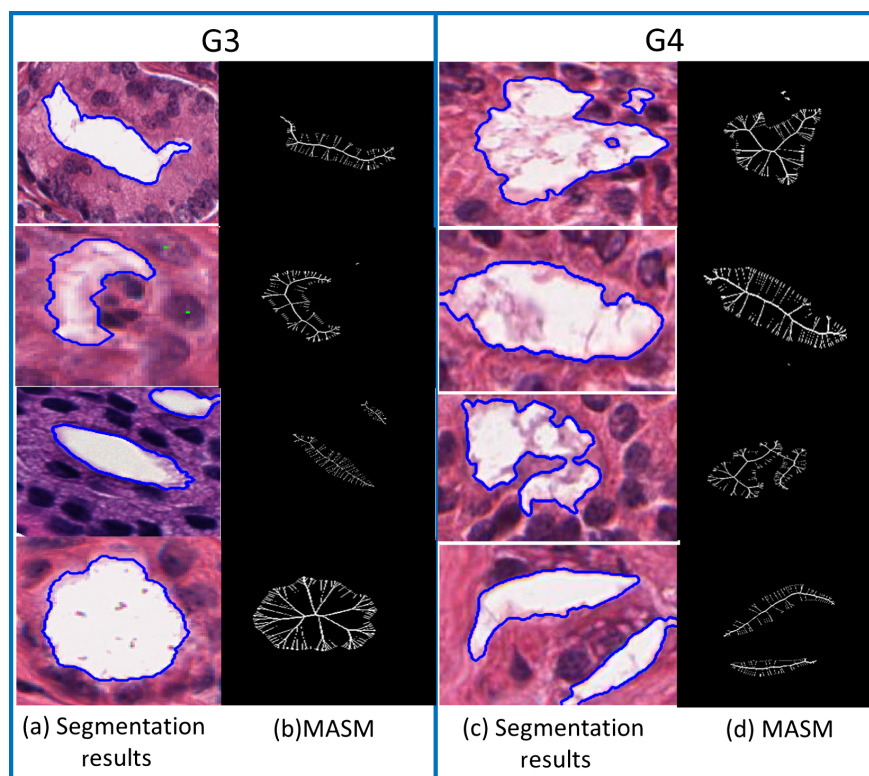 G3
G4
(a) Segmentation
results
(b)MASM
(c) Segmentation
results
(d) MASM